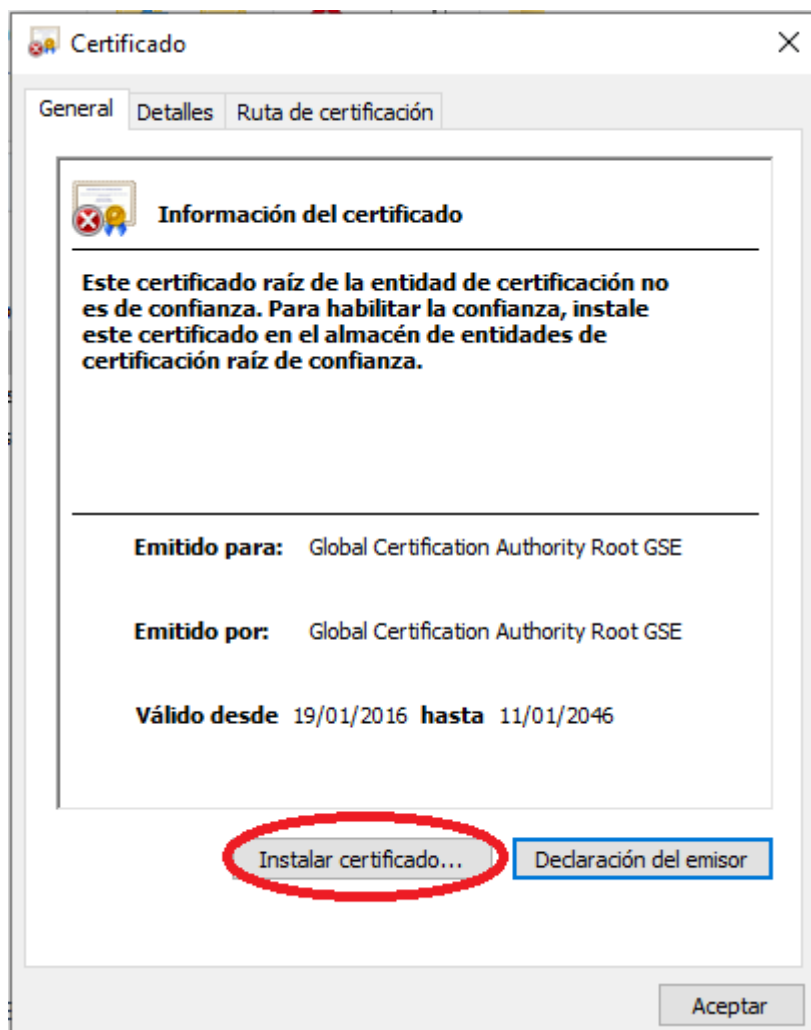 Certificado
General Detalles Ruta de certificación
Información del certificado
Este certificado raíz de la entidad de certificación no
es de confianza. Para habilitar la confianza, instale
este certificado en el almacén de entidades de
certificación raíz de confianza.
Emitido para: Global Certification Authority Root GSE
Emitido por: Global Certification Authority Root GSE
Válido desde 19/01/2016 hasta 11/01/2046
Instalar certificado... Declaración del emisor
Aceptar